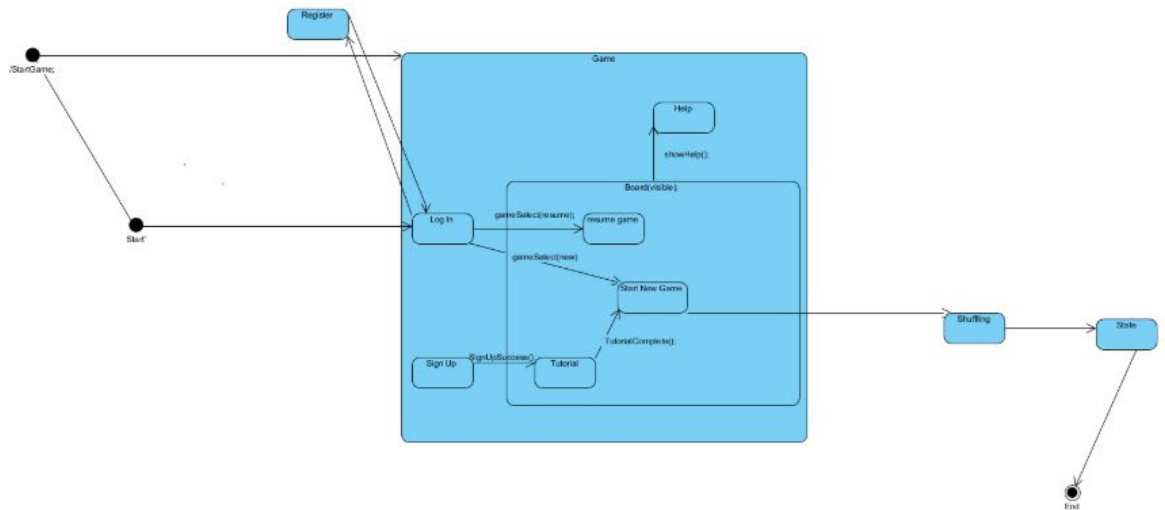 Register
/StartGame;
Game
Help
showHelp();
Board(visible);
Log In
gameSelect(resume);
resume game
Start'
gameSelect(new)
Start New Game
Shuffling
State
TutorialComplete();
Sign Up
SignUpSuccess()
Tutorial
End